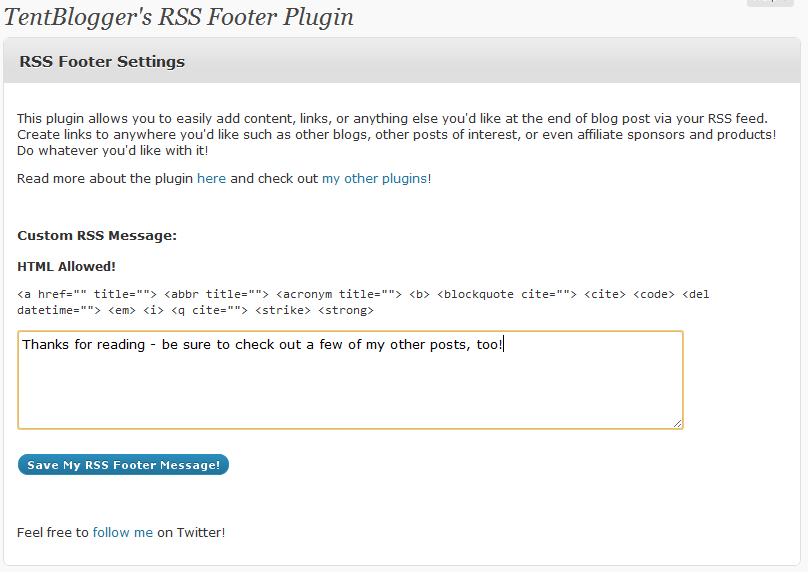 TentBlogger's RSS Footer Plugin
RSS Footer Settings
This plugin allows you to easily add content, links, or anything else you'd like at the end of blog post via your RSS feed.
Create links to anywhere you'd like such as other blogs, other posts of interest, or even affiliate sponsors and products!
Do whatever you'd like with it!
Read more about the plugin here and check out my other plugins!
Custom RSS Message:
HTML Allowed!
<a href="" title=""> <abbr title=""> <acronym title=""> <b> <blockquote cite=""> <cite> <code> <del
datetime=""> <em> <i> <q cite=""> <strike> <strong>
Thanks for reading - be sure to check out a few of my other posts, too!
Save My RSS Footer Message!
Feel free to follow me on Twitter!